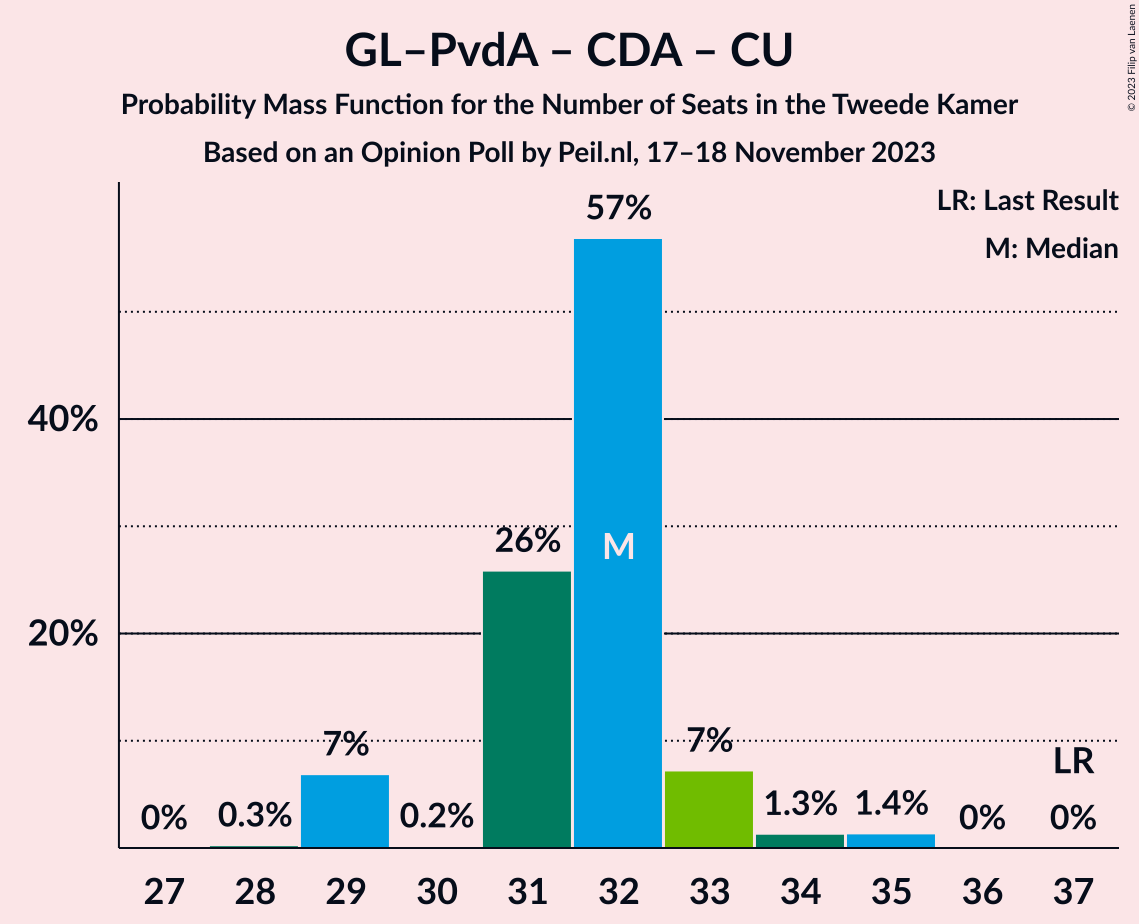 GL–PvdA – CDA – CU
Probability Mass Function for the Number of Seats in the Tweede Kamer
Based on an Opinion Poll by Peil.nl, 17–18 November 2023
© 2023 Filip van Laenen
LR: Last Result
M: Median
57%
40%
26%
M
20%
7%
7%
LR
0%
0.3%
0.2%
1.3%
1.4%
0%
0%
27 28 29 30 31 32 33 34 35 36 37